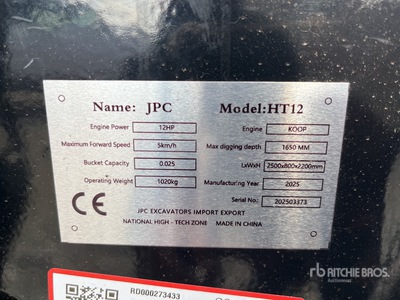 Name: JPC Model:HT12
Engine Power 12HP Engine KOOP
Maximum Forward Speed 5km/h Max digging depth 1650 MM
Bucket Capacity 0.025 LxWxH 2500x800x2200mm
Operating Weight 1020kg Manufacturing Year 2025
Serial No.: 202503373
CE
JPC EXCAVATORS IMPORT EXPORT
NATIONAL HIGH - TECH ZONE MADE IN CHINA
RD000273433
rb RITCHIE BROS.
Auctioneers